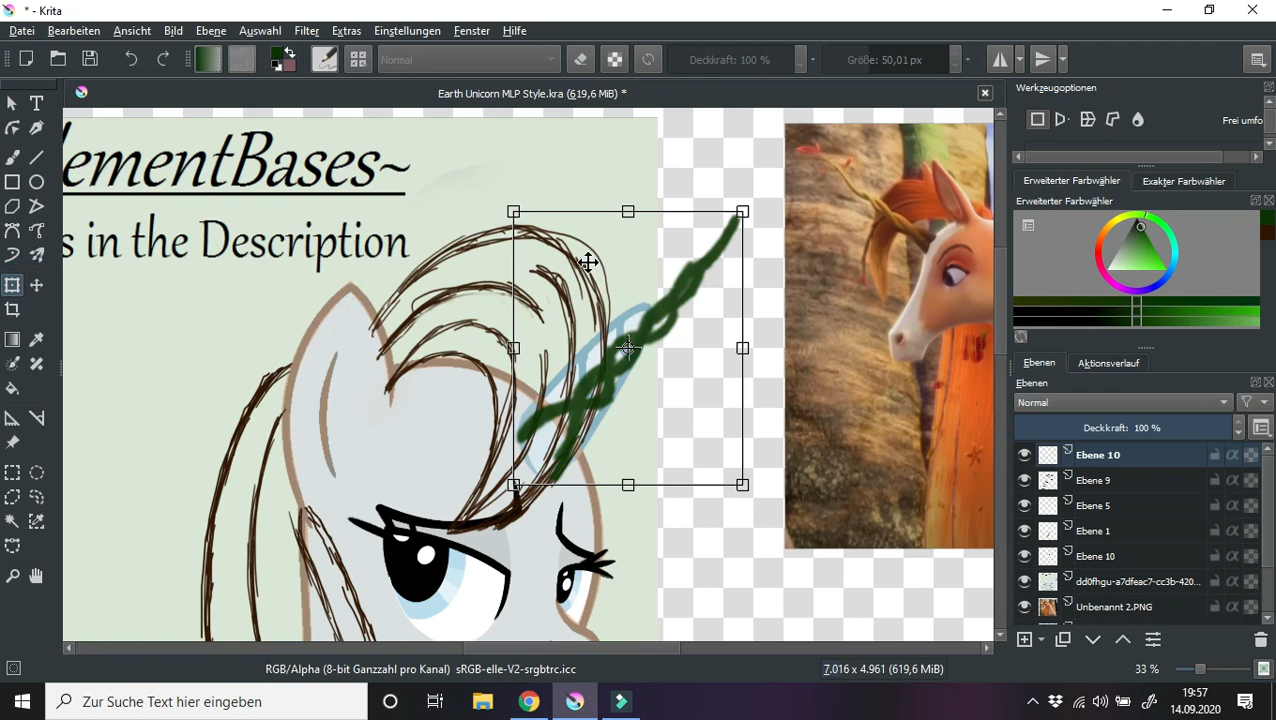 * - Krita
Datei Bearbeiten Ansicht Bild Ebene Auswahl Filter Extras Einstellungen Fenster Hilfe
Normal
Deckkraft: 100 %
Größe: 50,01 px
Earth Unicorn MLP Style.kra (619,6 MiB) *
Werkzeugoptionen
Frei umfo
Erweiterter Farbwähler
Exakter Farbwähler
Erweiterter Farbwähler
lementBases~
s in the Description
Ebenen
Aktionsverlauf
Ebenen
Normal
Deckkraft: 100 %
Ebene 10
Ebene 9
Ebene 5
Ebene 1
Ebene 10
dd0fhgu-a7dfeac7-cc3b-420...
Unbenannt 2.PNG
RGB/Alpha (8-bit Ganzzahl pro Kanal) sRGB-elle-V2-srgbtrc.icc
7.016 x 4.961 (619,6 MiB)
33 %
Zur Suche Text hier eingeben
19:57
14.09.2020